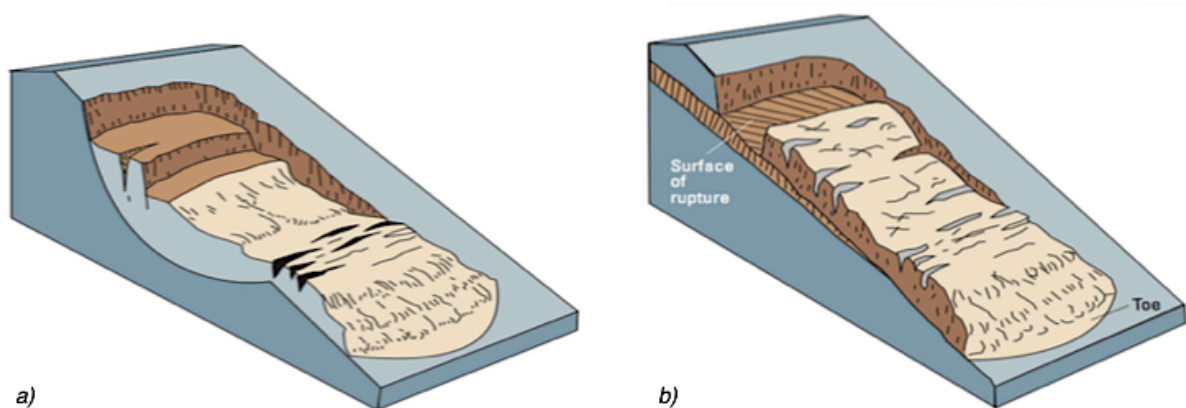 Surface
of
rupture
Toe
a)
b)